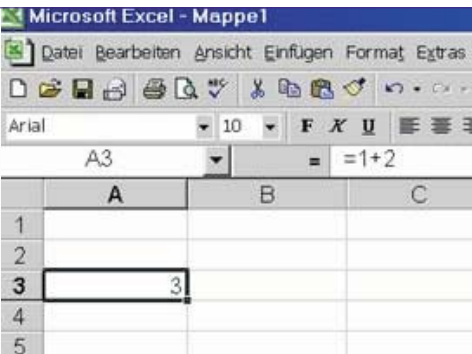 Microsoft Excel - Mappe1
Datei Bearbeiten Ansicht Einfügen Format Extras
ABC
Arial 10 F K U
A3 = =1+2
A B C
1
2
3 3
4
5